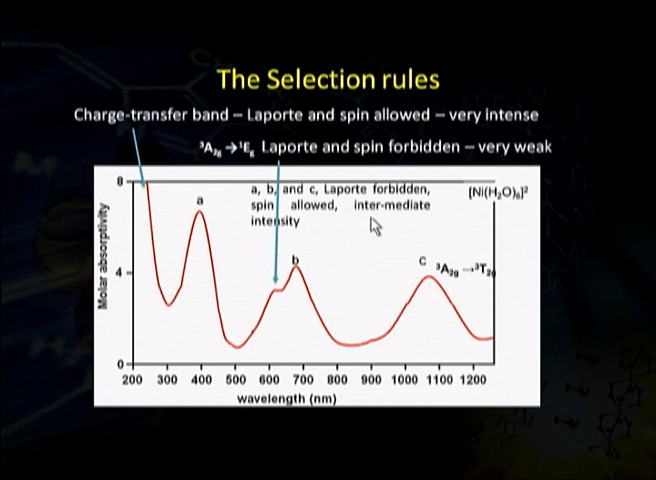 The Selection rules
Charge-transfer band – Laporte and spin allowed – very intense
³A₂g →¹Eg Laporte and spin forbidden – very weak
a, b, and c, Laporte forbidden,
spin allowed, inter-mediate
intensity
[Ni(H₂O)₆]²
8
a
b
C ³A₂g →³T₂g
4
0
Molar absorptivity
200 300 400 500 600 700 800 900 1000 1100 1200
wavelength (nm)